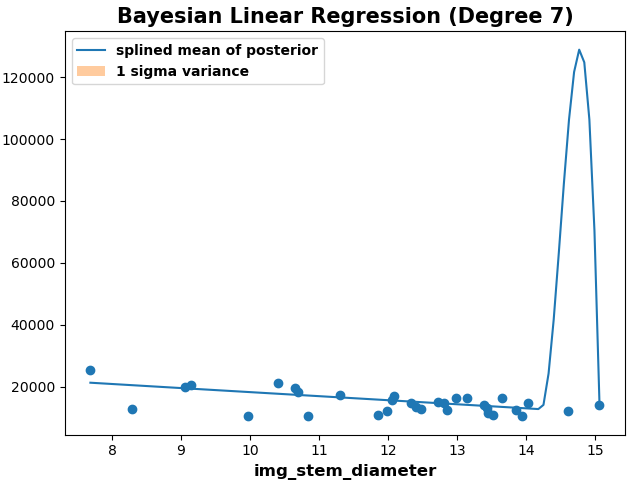 Bayesian Linear Regression (Degree 7)
splined mean of posterior
1 sigma variance
120000
100000
80000
60000
40000
20000
8 9 10 11 12 13 14 15
img_stem_diameter